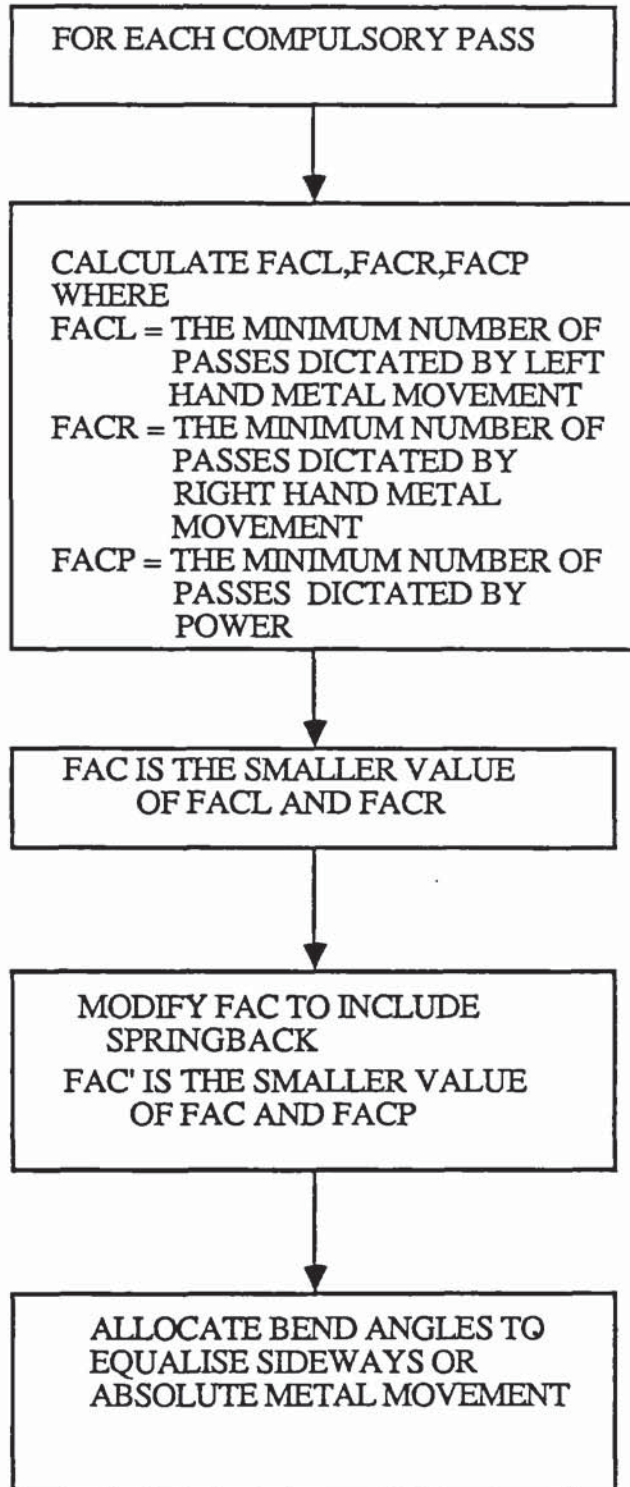 FOR EACH COMPULSORY PASS
CALCULATE FACL,FACR,FACP
WHERE
FACL = THE MINIMUM NUMBER OF
PASSES DICTATED BY LEFT
HAND METAL MOVEMENT
FACR = THE MINIMUM NUMBER OF
PASSES DICTATED BY
RIGHT HAND METAL
MOVEMENT
FACP = THE MINIMUM NUMBER OF
PASSES DICTATED BY
POWER
FAC IS THE SMALLER VALUE
OF FACL AND FACR
MODIFY FAC TO INCLUDE
SPRINGBACK
FAC' IS THE SMALLER VALUE
OF FAC AND FACP
ALLOCATE BEND ANGLES TO
EQUALISE SIDEWAYS OR
ABSOLUTE METAL MOVEMENT